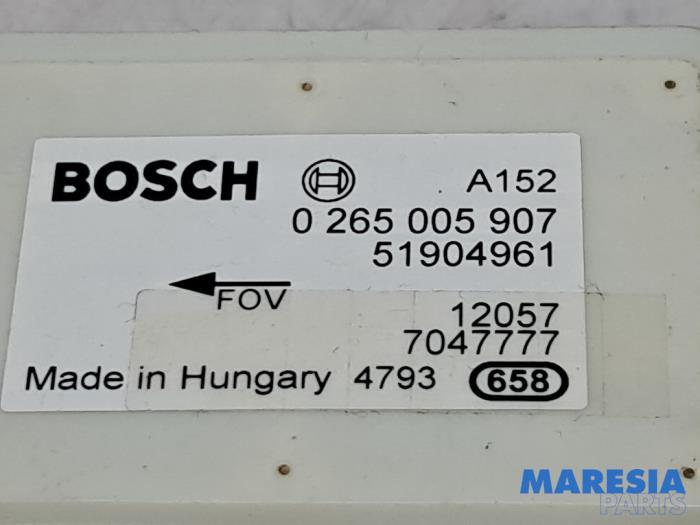 BOSCH A152
0 265 005 907
51904961
FOV
12057
7047777
Made in Hungary 4793 658
MARESIA
PARTS